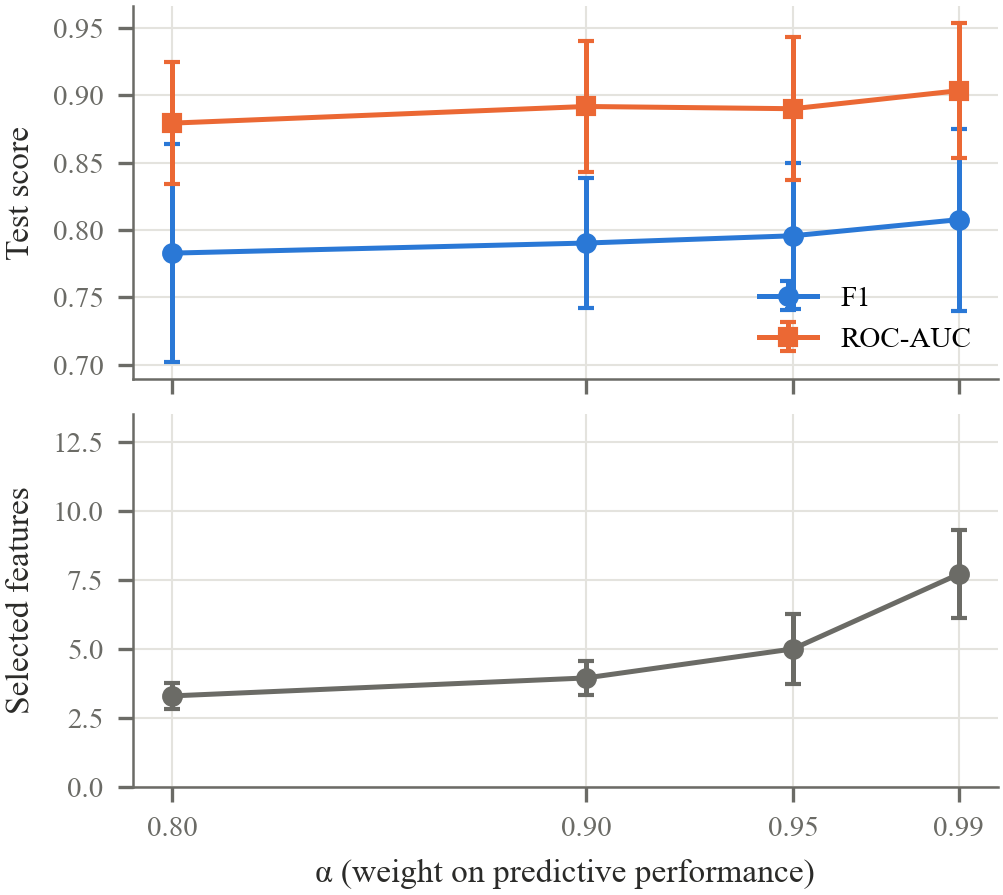 0.95
0.90
0.85
0.80
0.75
0.70
Test score
F1
ROC-AUC
12.5
10.0
7.5
5.0
2.5
0.0
Selected features
0.80 0.90 0.95 0.99
α (weight on predictive performance)